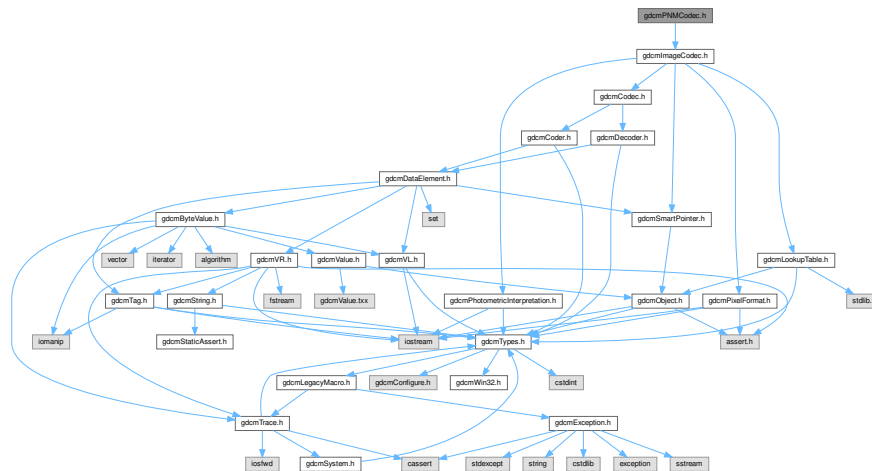 gdcmPNMCodec.h
gdcmImageCodec.h
gdcmCodec.h
gdcmCoder.h
gdcmDecoder.h
gdcmDataElement.h
gdcmByteValue.h
set
gdcmSmartPointer.h
vector
iterator
algorithm
gdcmVR.h
gdcmValue.h
gdcmVL.h
gdcmLookupTable.h
gdcmTag.h
gdcmString.h
fstream
gdcmValue.txx
gdcmPhotometricInterpretation.h
gdcmObject.h
gdcmPixelFormat.h
stdlib.
iomanip
gdcmStaticAssert.h
iostream
gdcmTypes.h
assert.h
gdcmLegacyMacro.h
gdcmConfigure.h
gdcmWin32.h
cstdint
gdcmTrace.h
gdcmException.h
iosfwd
gdcmSystem.h
cassert
stdexcept
string
cstdlib
exception
sstream